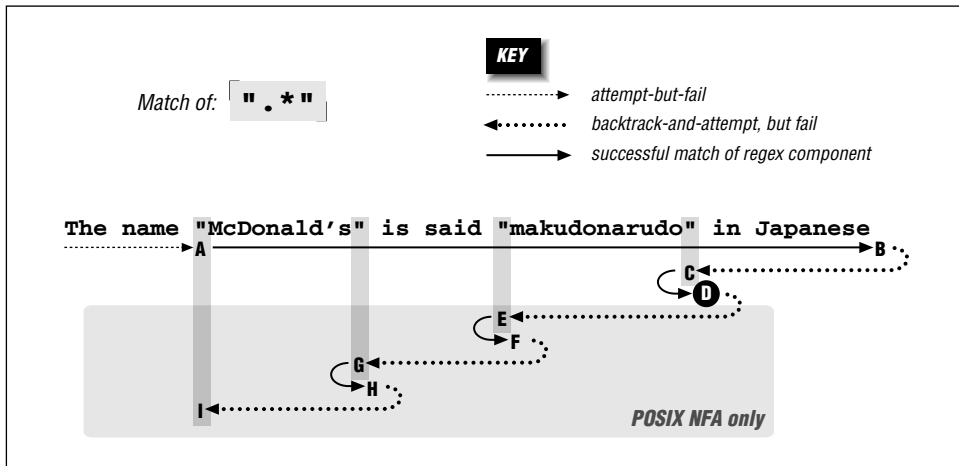 KEY
Match of: ".*"
attempt-but-fail
backtrack-and-attempt, but fail
successful match of regex component
The name "McDonald’s" is said "makudonarudo" in Japanese
A B
C
D
E
F
G
H
I
POSIX NFA only